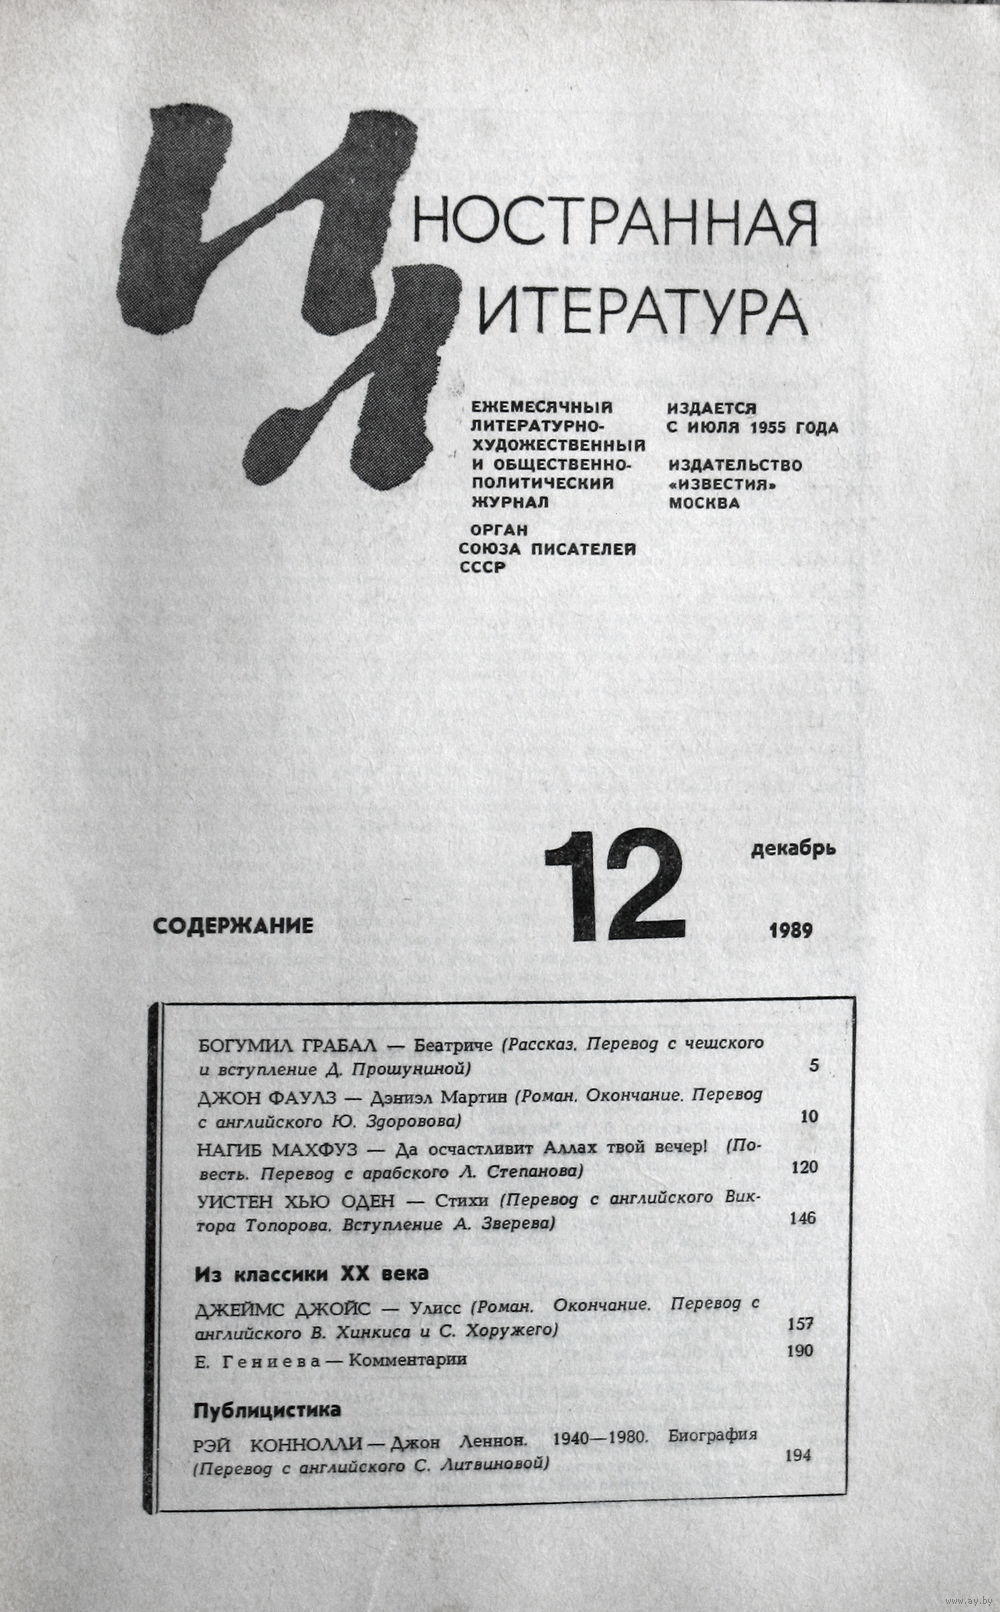 ИНОСТРАННАЯ
ЛИТЕРАТУРА
ЕЖЕМЕСЯЧНЫЙ
ЛИТЕРАТУРНО-
ХУДОЖЕСТВЕННЫЙ
И ОБЩЕСТВЕННО-
ПОЛИТИЧЕСКИЙ
ЖУРНАЛ
ОРГАН
СОЮЗА ПИСАТЕЛЕЙ
СССР
ИЗДАЕТСЯ
С ИЮЛЯ 1955 ГОДА
ИЗДАТЕЛЬСТВО
«ИЗВЕСТИЯ»
МОСКВА
12
декабрь
1989
СОДЕРЖАНИЕ
БОГУМИЛ ГРАБАЛ — Беатриче (Рассказ. Перевод с чешского
и вступление Д. Прошуниной) 5
ДЖОН ФАУЛЗ — Дэниэл Мартин (Роман. Окончание. Перевод
с английского Ю. Здоровова) 10
НАГИБ МАХФУЗ — Да осчастливит Аллах твой вечер! (По-
весть. Перевод с арабского Л. Степанова) 120
УИСТЕН ХЬЮ ОДЕН — Стихи (Перевод с английского Вик-
тора Топорова. Вступление А. Зверева) 146
Из классики XX века
ДЖЕЙМС ДЖОЙС — Улисс (Роман. Окончание. Перевод с
английского В. Хинкиса и С. Хоружего) 157
Е. Гениева — Комментарии 190
Публицистика
РЭЙ КОННОЛЛИ — Джон Леннон. 1940—1980. Биография
(Перевод с английского С. Литвиновой) 194
www.ay.by